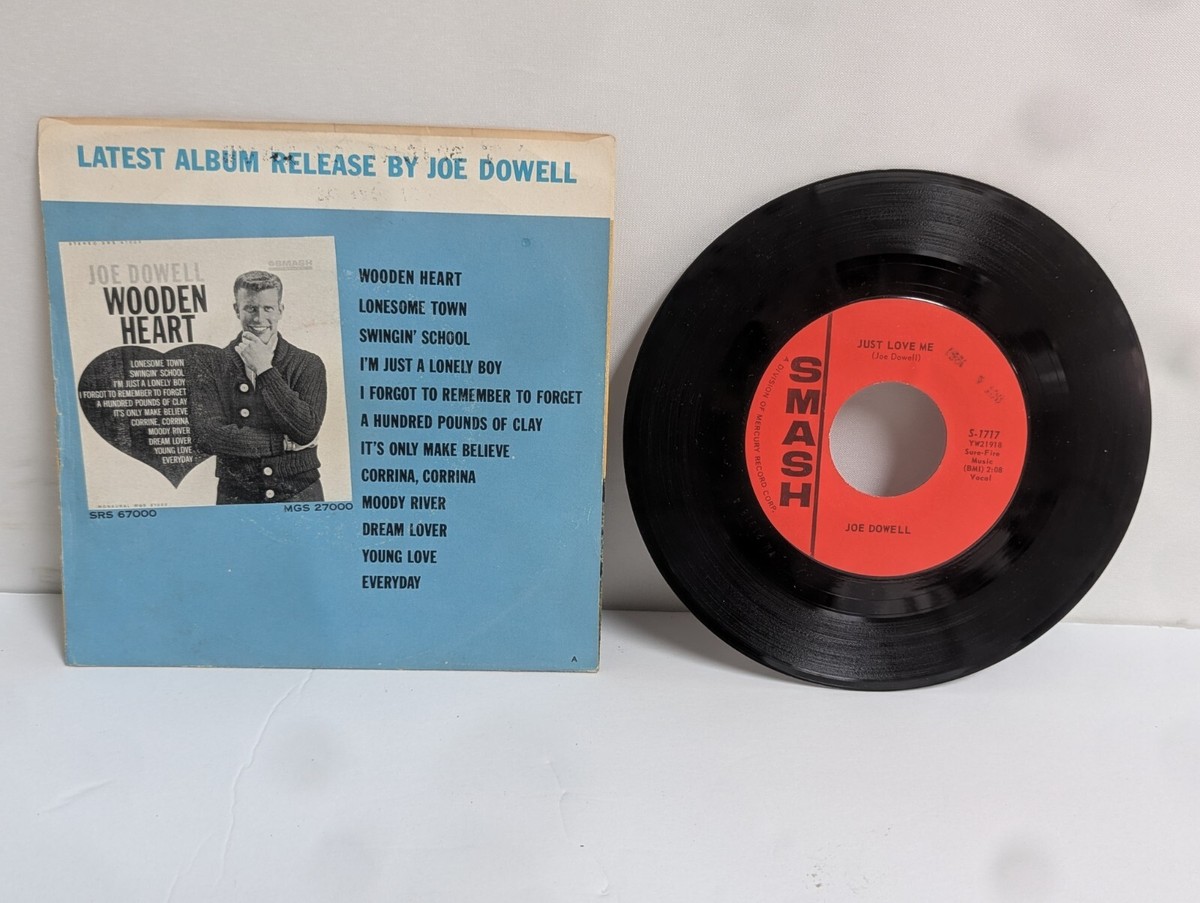 LATEST ALBUM RELEASE BY JOE DOWELL
JOE DOWELL
WOODEN
HEART
LONESOME TOWN
SWINGIN' SCHOOL
I'M JUST A LONELY BOY
I FORGOT TO REMEMBER TO FORGET
A HUNDRED POUNDS OF CLAY
IT'S ONLY MAKE BELIEVE
CORRINE, CORRINA
MOODY RIVER
DREAM LOVER
YOUNG LOVE
EVERYDAY
SRS 67000
MGS 27000
WOODEN HEART
LONESOME TOWN
SWINGIN' SCHOOL
I'M JUST A LONELY BOY
I FORGOT TO REMEMBER TO FORGET
A HUNDRED POUNDS OF CLAY
IT'S ONLY MAKE BELIEVE
CORRINA, CORRINA
MOODY RIVER
DREAM LOVER
YOUNG LOVE
EVERYDAY
A
JUST LOVE ME
(Joe Dowell)
SMASH
A DIVISION OF MERCURY RECORD CORP.
S-1717
YW21918
Sure-Fire
Music
(BMI) 2:08
Vocal
JOE DOWELL